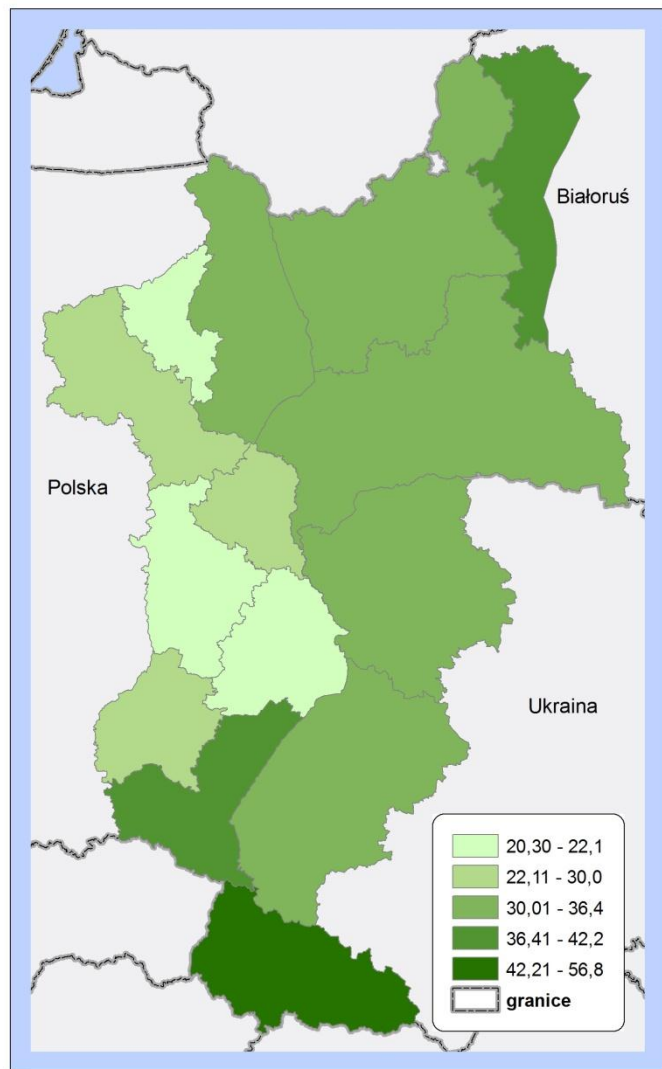 Białoruś
Polska
Ukraina
20,30 - 22,1
22,11 - 30,0
30,01 - 36,4
36,41 - 42,2
42,21 - 56,8
granice